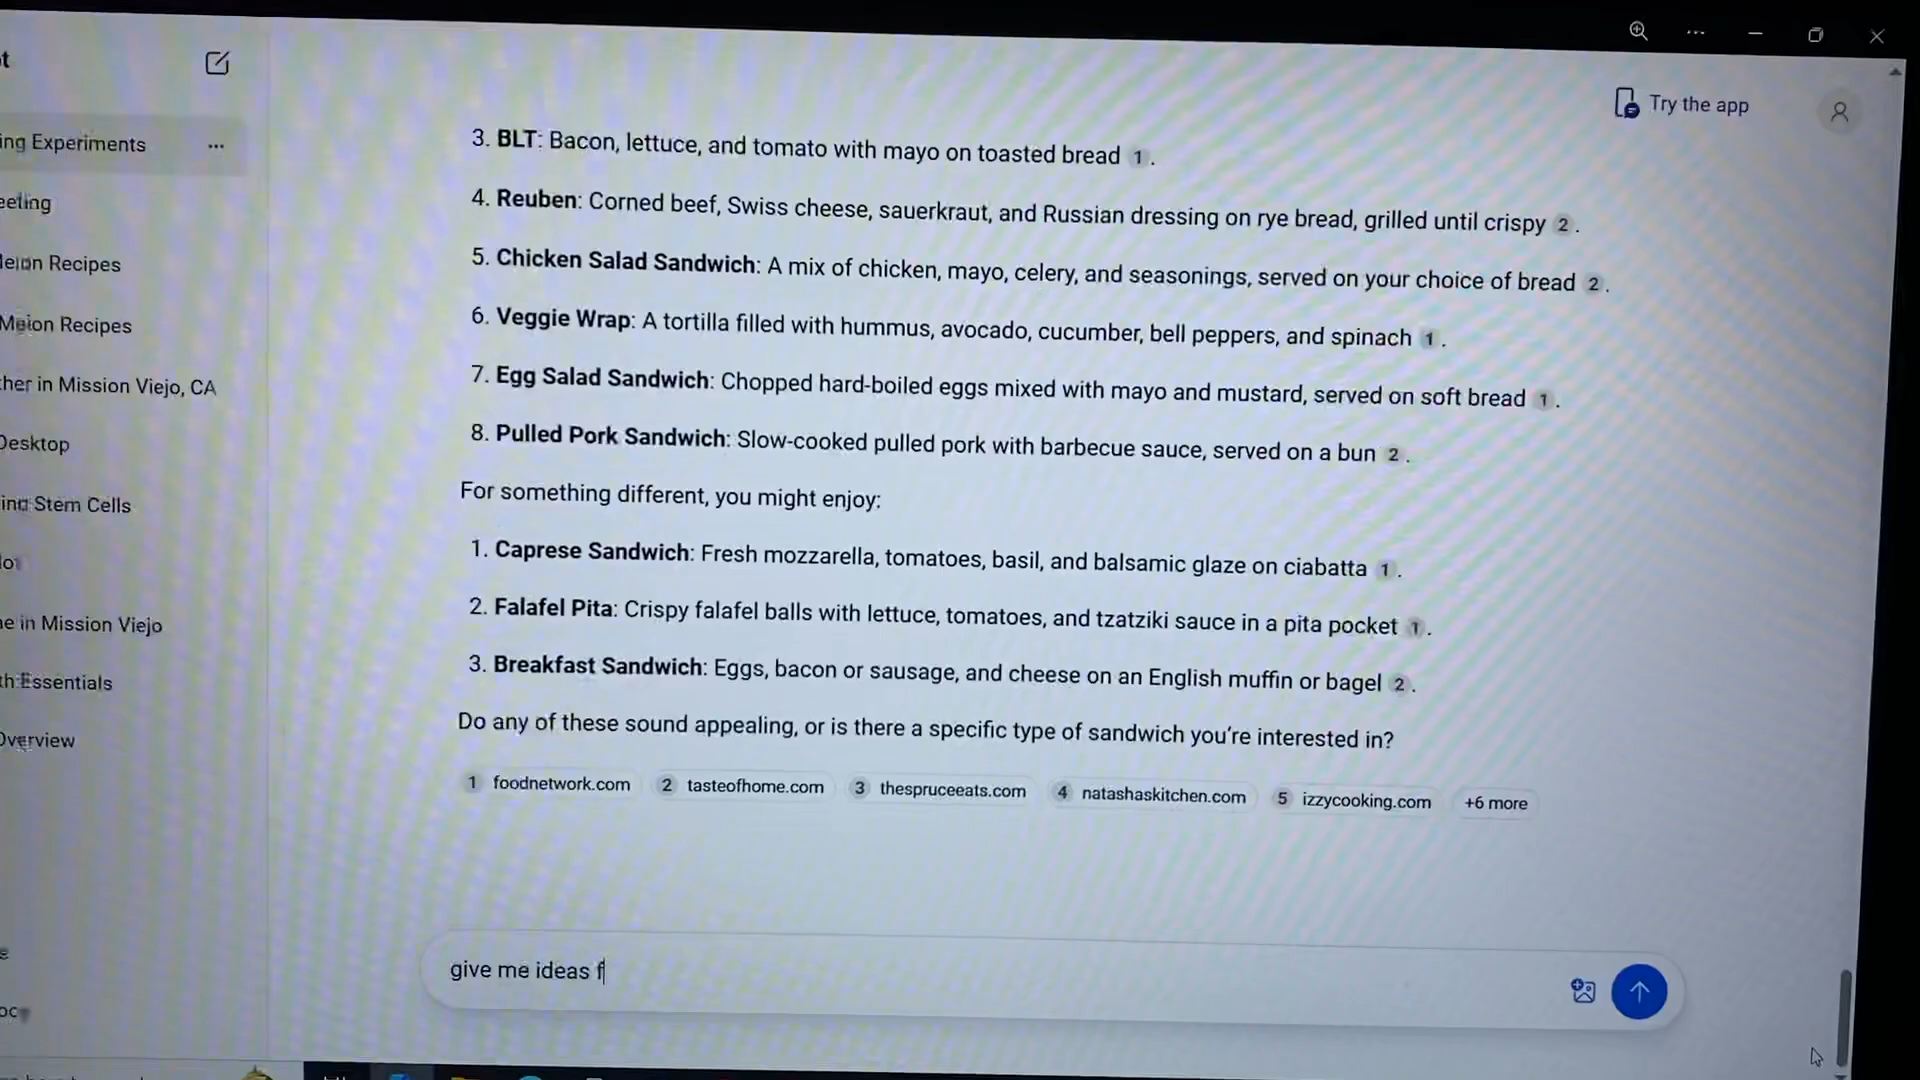 Try the app
ing Experiments ...
eeting
Recipes
Recipes
ther in Mission Viejo, CA
Desktop
Stem Cells
ne in Mission Viejo
th Essentials
Overview
3. BLT: Bacon, lettuce, and tomato with mayo on toasted bread 1 .
4. Reuben: Corned beef, Swiss cheese, sauerkraut, and Russian dressing on rye bread, grilled until crispy 2 .
5. Chicken Salad Sandwich: A mix of chicken, mayo, celery, and seasonings, served on your choice of bread 2 .
6. Veggie Wrap: A tortilla filled with hummus, avocado, cucumber, bell peppers, and spinach 1 .
7. Egg Salad Sandwich: Chopped hard-boiled eggs mixed with mayo and mustard, served on soft bread 1 .
8. Pulled Pork Sandwich: Slow-cooked pulled pork with barbecue sauce, served on a bun 2 .
For something different, you might enjoy:
1. Caprese Sandwich: Fresh mozzarella, tomatoes, basil, and balsamic glaze on ciabatta 1 .
2. Falafel Pita: Crispy falafel balls with lettuce, tomatoes, and tzatziki sauce in a pita pocket 1 .
3. Breakfast Sandwich: Eggs, bacon or sausage, and cheese on an English muffin or bagel 2 .
Do any of these sound appealing, or is there a specific type of sandwich you're interested in?
1 foodnetwork.com 2 tasteofhome.com 3 thespruceeats.com 4 natashaskitchen.com 5 izzycooking.com +6 more
give me ideas f